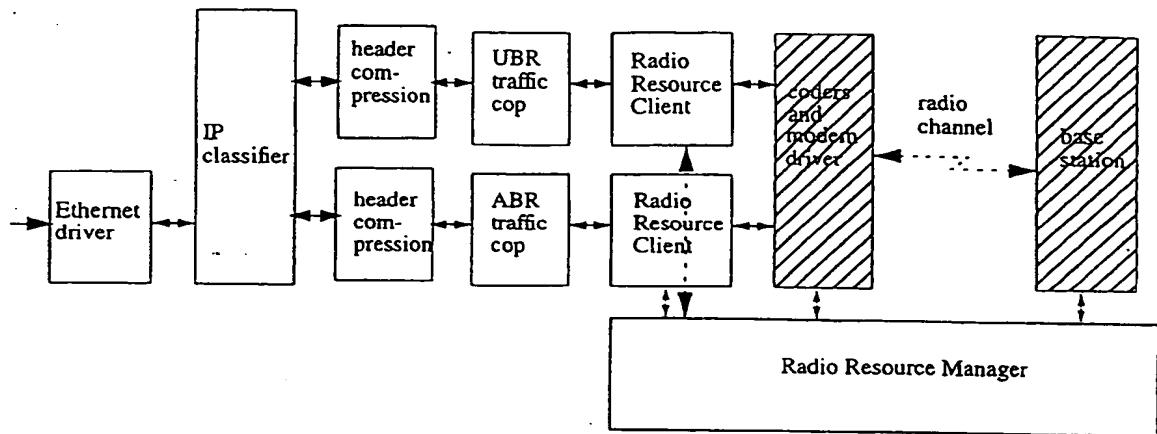 header
com-
pression
UBR
traffic
cop
Radio
Resource
Client
coders
and
modem
driver
radio
channel
base
station
IP
classifier
Ethernet
driver
header
com-
pression
ABR
traffic
cop
Radio
Resource
Client
Radio Resource Manager